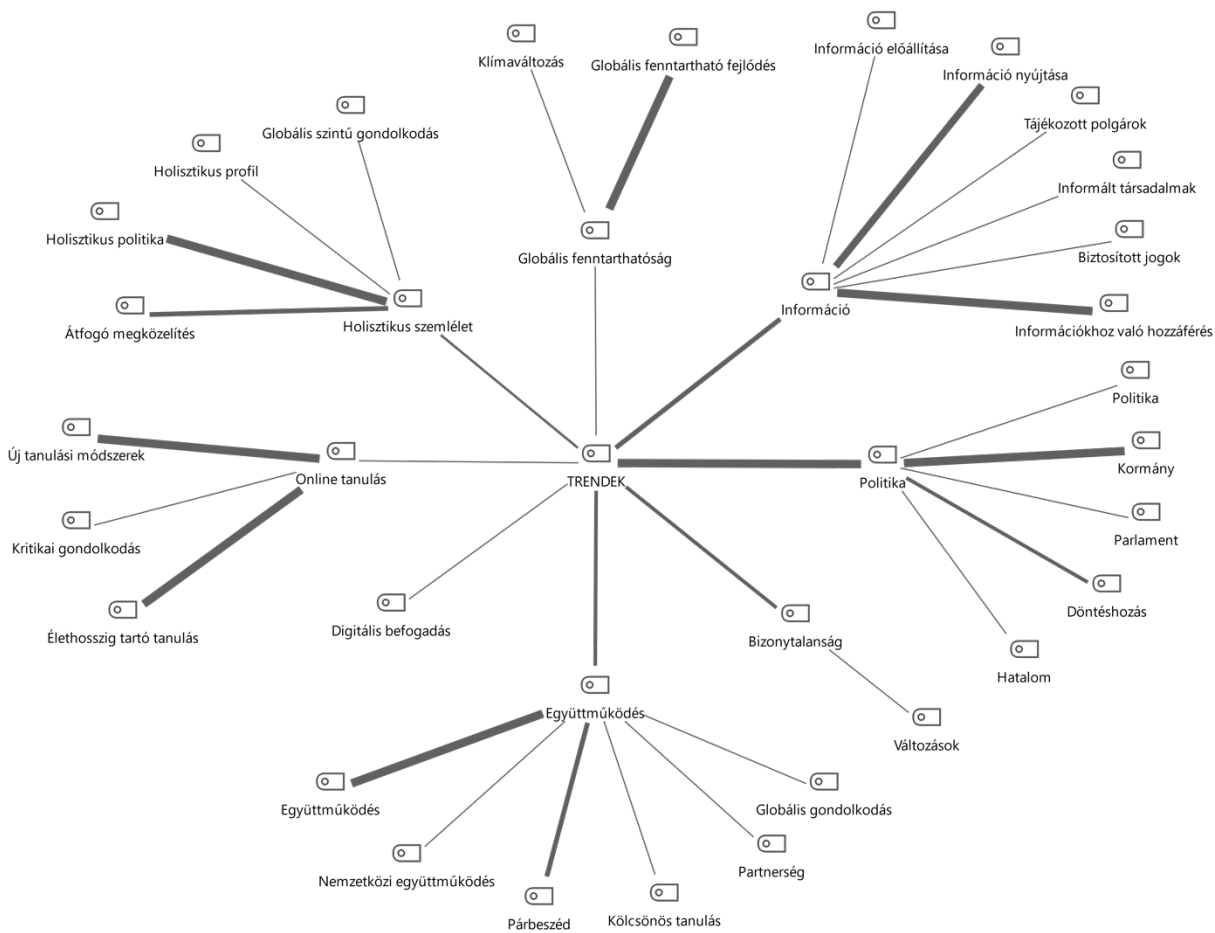 Információ előállítása
Klímaváltozás
Globális fenntartható fejlődés
Információ nyújtása
Globális szintű gondolkodás
Tájékozott polgárok
Holisztikus profil
Informált társadalmak
Holisztikus politika
Globális fenntarthatóság
Biztosított jogok
Átfogó megközelítés
Holisztikus szemlélet
Információ
Információkhoz való hozzáférés
Politika
Új tanulási módszerek
Online tanulás
TRENDEK
Politika
Kormány
Kritikai gondolkodás
Parlament
Élethosszig tartó tanulás
Digitális befogadás
Bizonytalanság
Döntéshozás
Hatalom
Együttműködés
Változások
Együttműködés
Globális gondolkodás
Nemzetközi együttműködés
Partnerség
Párbeszéd
Kölcsönös tanulás